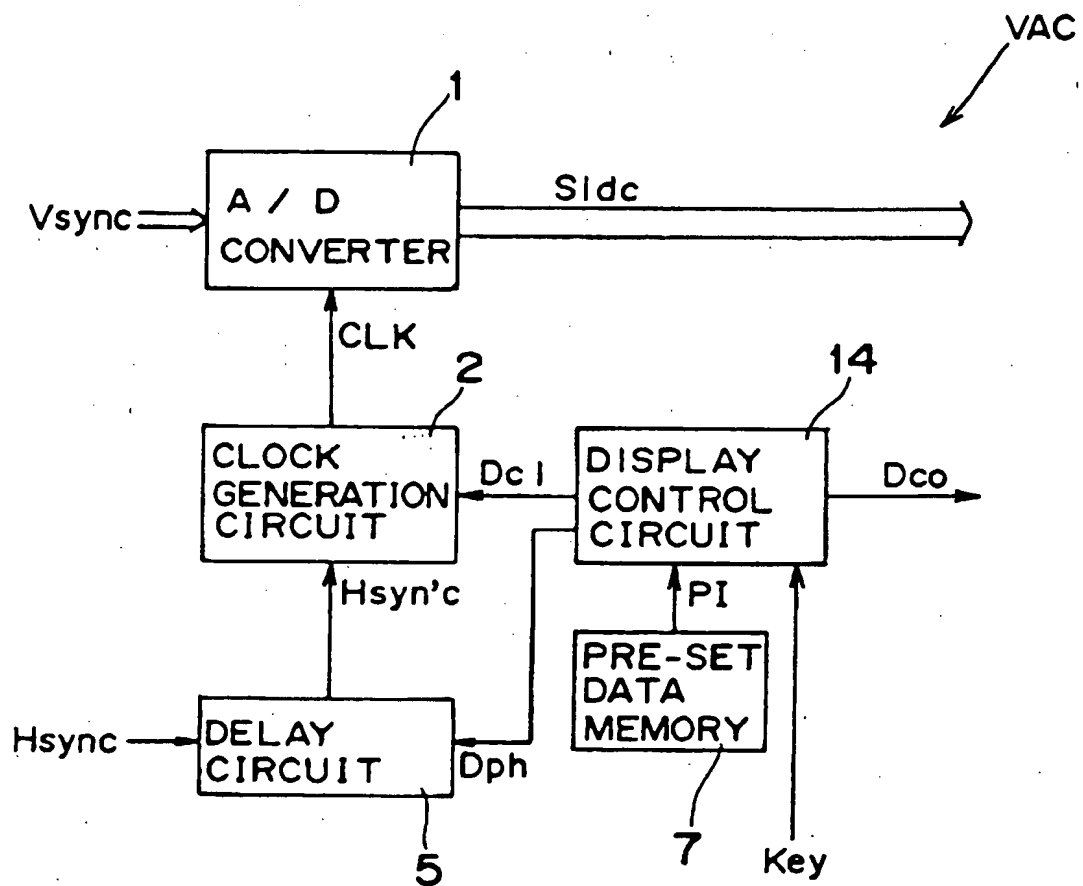 VAC
1
A / D
CONVERTER
Vsync
Sldc
CLK
2
CLOCK
GENERATION
CIRCUIT
Dcl
14
DISPLAY
CONTROL
CIRCUIT
Dco
Hsyn'c
PI
PRE-SET
DATA
MEMORY
7
Hsync
DELAY
CIRCUIT
Dph
5
Key